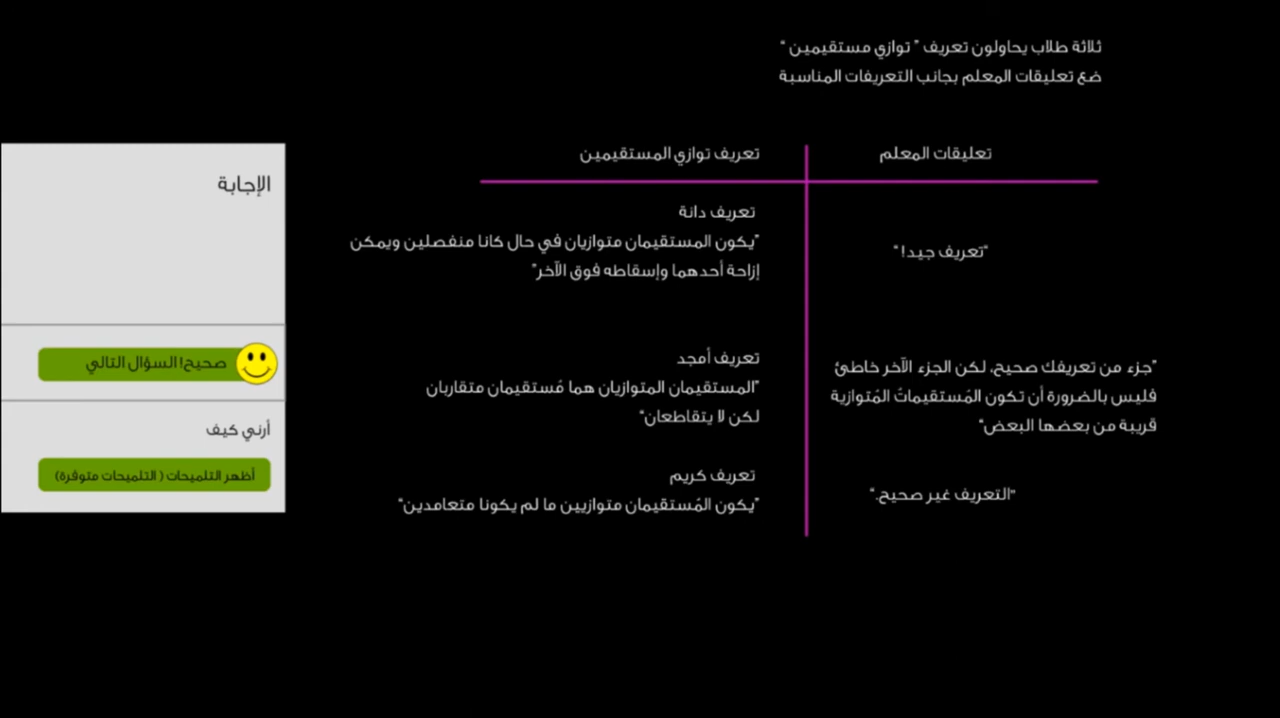 ثلاثة طلاب يحاولون تعريف " توازي مستقيمين "
ضع تعليقات المعلم بجانب التعريفات المناسبة
تعليقات المعلم
تعريف توازي المستقيمين
"تعريف جيد! "
تعريف دانة
"يكون المستقيمان متوازيان في حال كانا منفصلين ويمكن
إزاحة أحدهما وإسقاطه فوق الآخر"
"جزء من تعريفك صحيح، لكن الجزء الآخر خاطئ
فليس بالضرورة أن تكون المُستقيماتُ المُتوازية
قريبة من بعضها البعض"
تعريف أمجد
"المستقيمان المتوازيان هما مُستقيمان متقاربان
لكن لا يتقاطعان"
"التعريف غير صحيح."
تعريف كريم
"يكون المُستقيمان متوازيين ما لم يكونا متعامدين"
الإجابة
صحيح! السؤال التالي
أرني كيف
أظهر التلميحات ( التلميحات متوفرة)